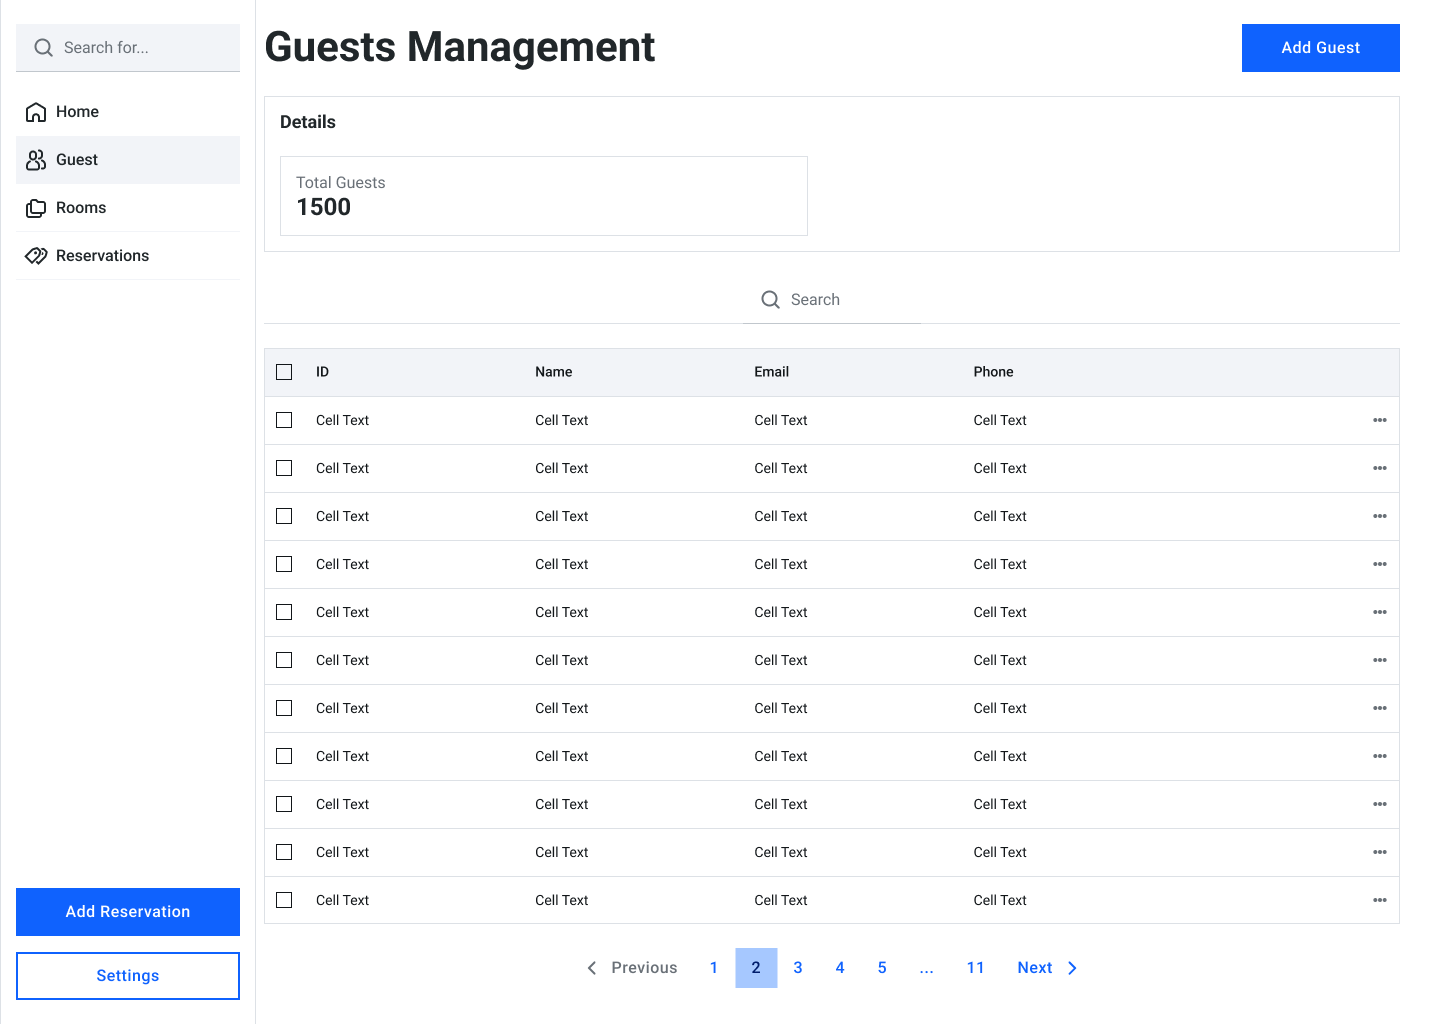 Search for...
Home
Guest
Rooms
Reservations
Add Reservation
Settings
Guests Management
Add Guest
Details
Total Guests
1500
Search
ID Name Email Phone
Cell Text Cell Text Cell Text Cell Text
Cell Text Cell Text Cell Text Cell Text
Cell Text Cell Text Cell Text Cell Text
Cell Text Cell Text Cell Text Cell Text
Cell Text Cell Text Cell Text Cell Text
Cell Text Cell Text Cell Text Cell Text
Cell Text Cell Text Cell Text Cell Text
Cell Text Cell Text Cell Text Cell Text
Cell Text Cell Text Cell Text Cell Text
Cell Text Cell Text Cell Text Cell Text
Cell Text Cell Text Cell Text Cell Text
Previous 1 2 3 4 5 ... 11 Next